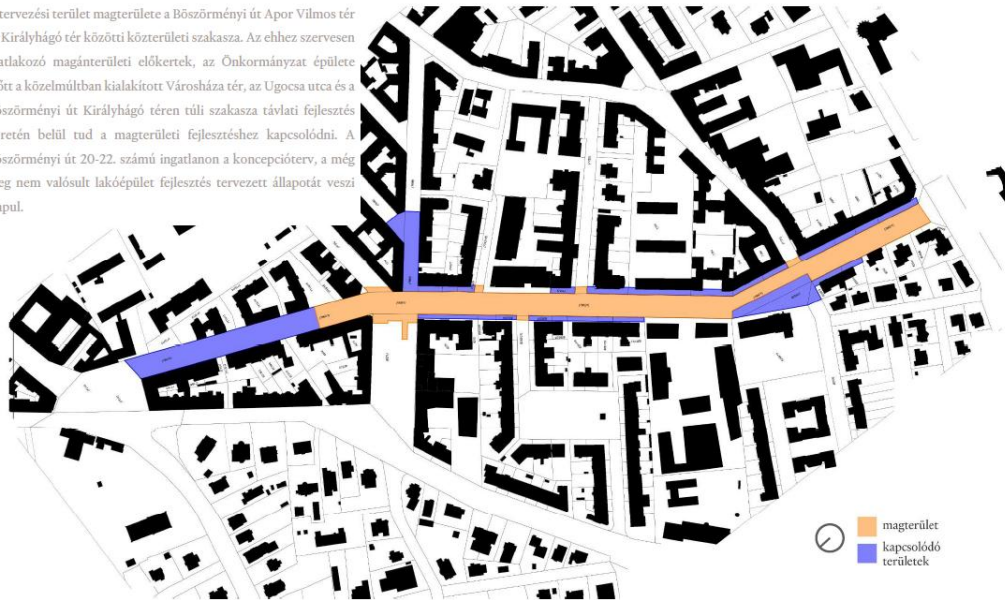 tervezési terület magterülete a Böszörményi út Apor Vilmos tér
Királyhágó tér közötti közterületi szakasza. Az ehhez szervesen
atlakozó magánterületi előkertek, az Önkormányzat épülete
őtt a közelmúltban kialakított Városháza tér, az Ugocsa utca és a
öszörményi út Királyhágó téren túli szakasza távlati fejlesztés
eretén belül tud a magterületi fejlesztéshez kapcsolódni. A
öszörményi út 20-22. számú ingatlanon a koncepcióterv, a még
eg nem valósult lakóépület fejlesztés tervezett állapotát veszi
apul.
magterület
kapcsolódó
területek